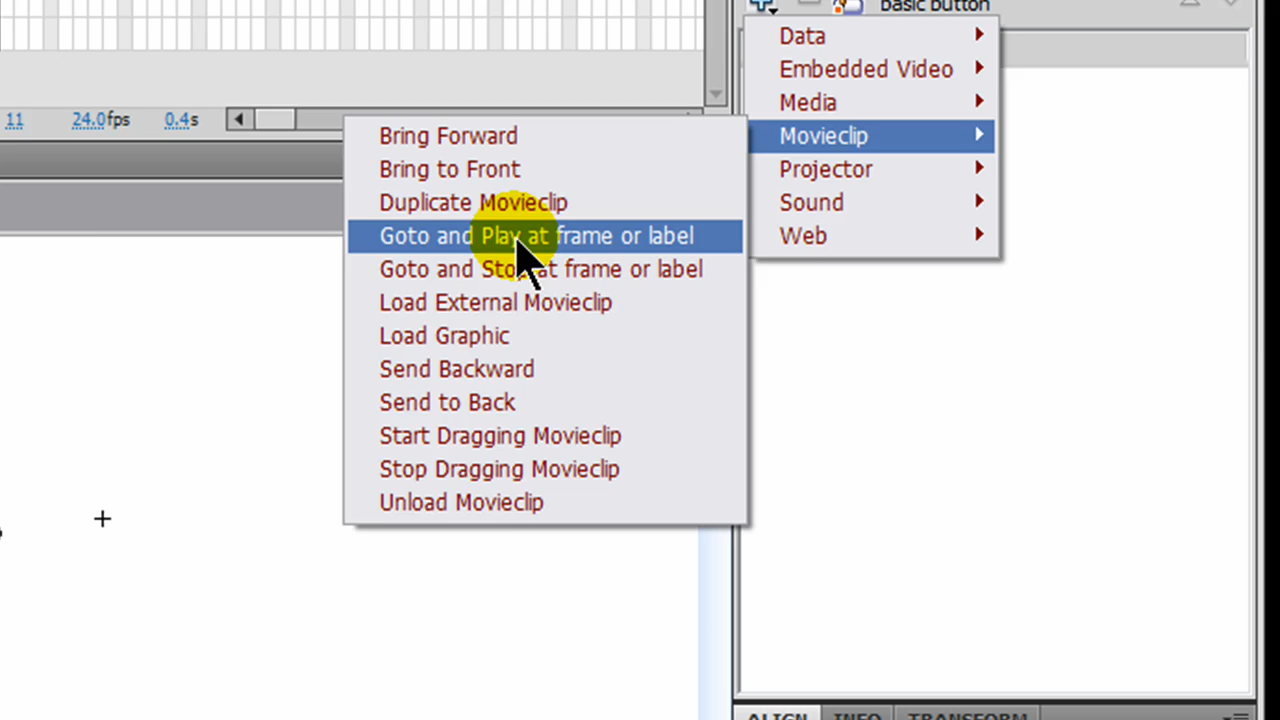 basic button
Data
Embedded Video
Media
Movieclip
Projector
Sound
Web
11 24.0fps 0.4s
Bring Forward
Bring to Front
Duplicate Movieclip
Goto and Play at frame or label
Goto and Stop at frame or label
Load External Movieclip
Load Graphic
Send Backward
Send to Back
Start Dragging Movieclip
Stop Dragging Movieclip
Unload Movieclip
ALIGN INFO TRANSFORM